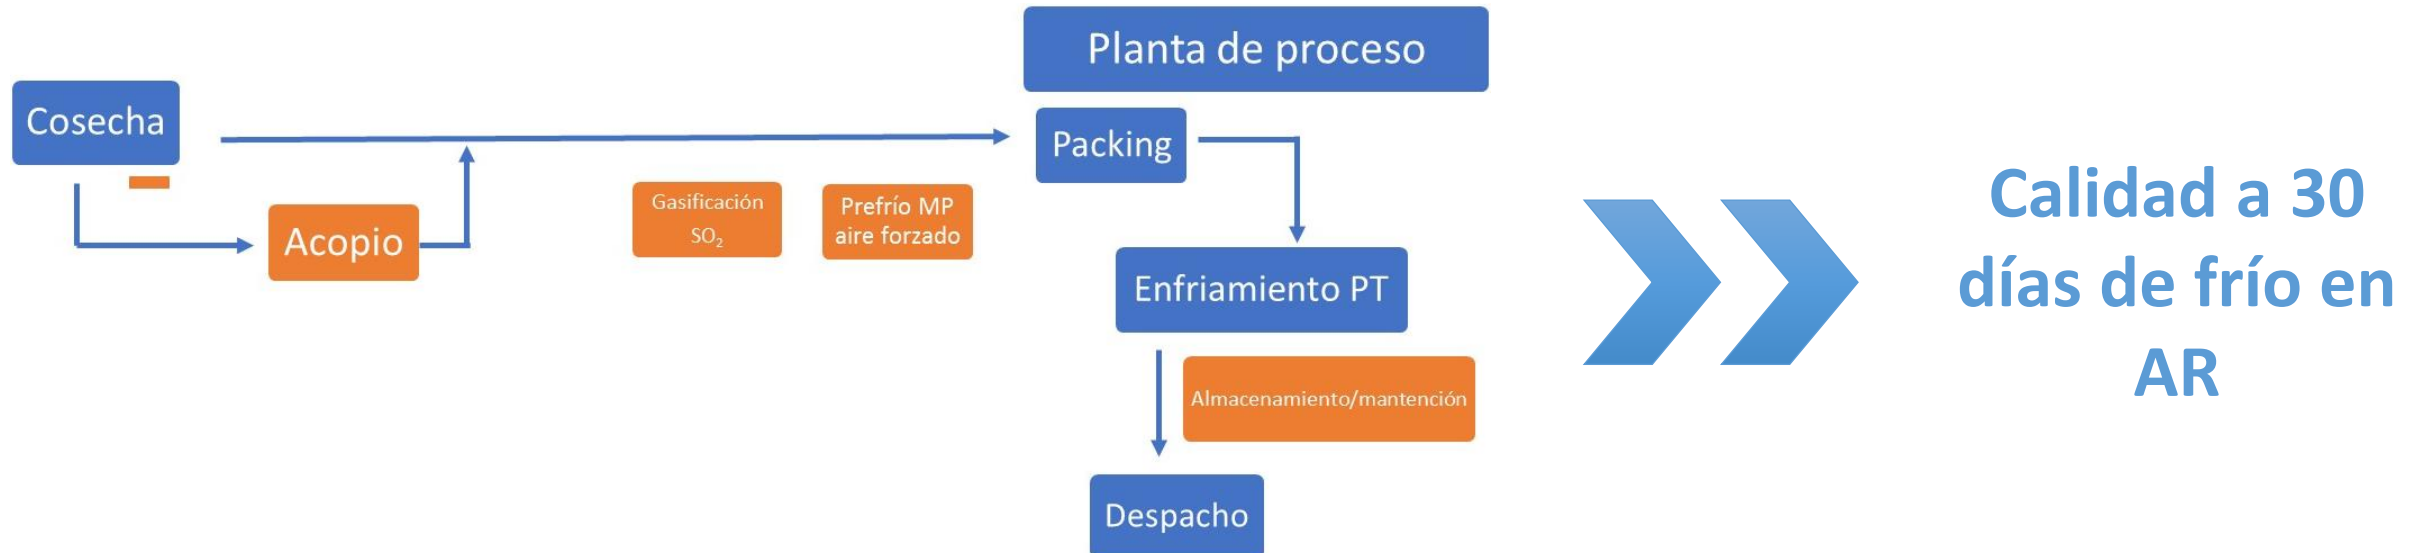 Planta de proceso
Cosecha
Packing
Gasificación
SO₂
Prefrío MP
aire forzado
Acopio
Enfriamiento PT
Almacenamiento/mantención
Despacho
Calidad a 30
días de frío en
AR